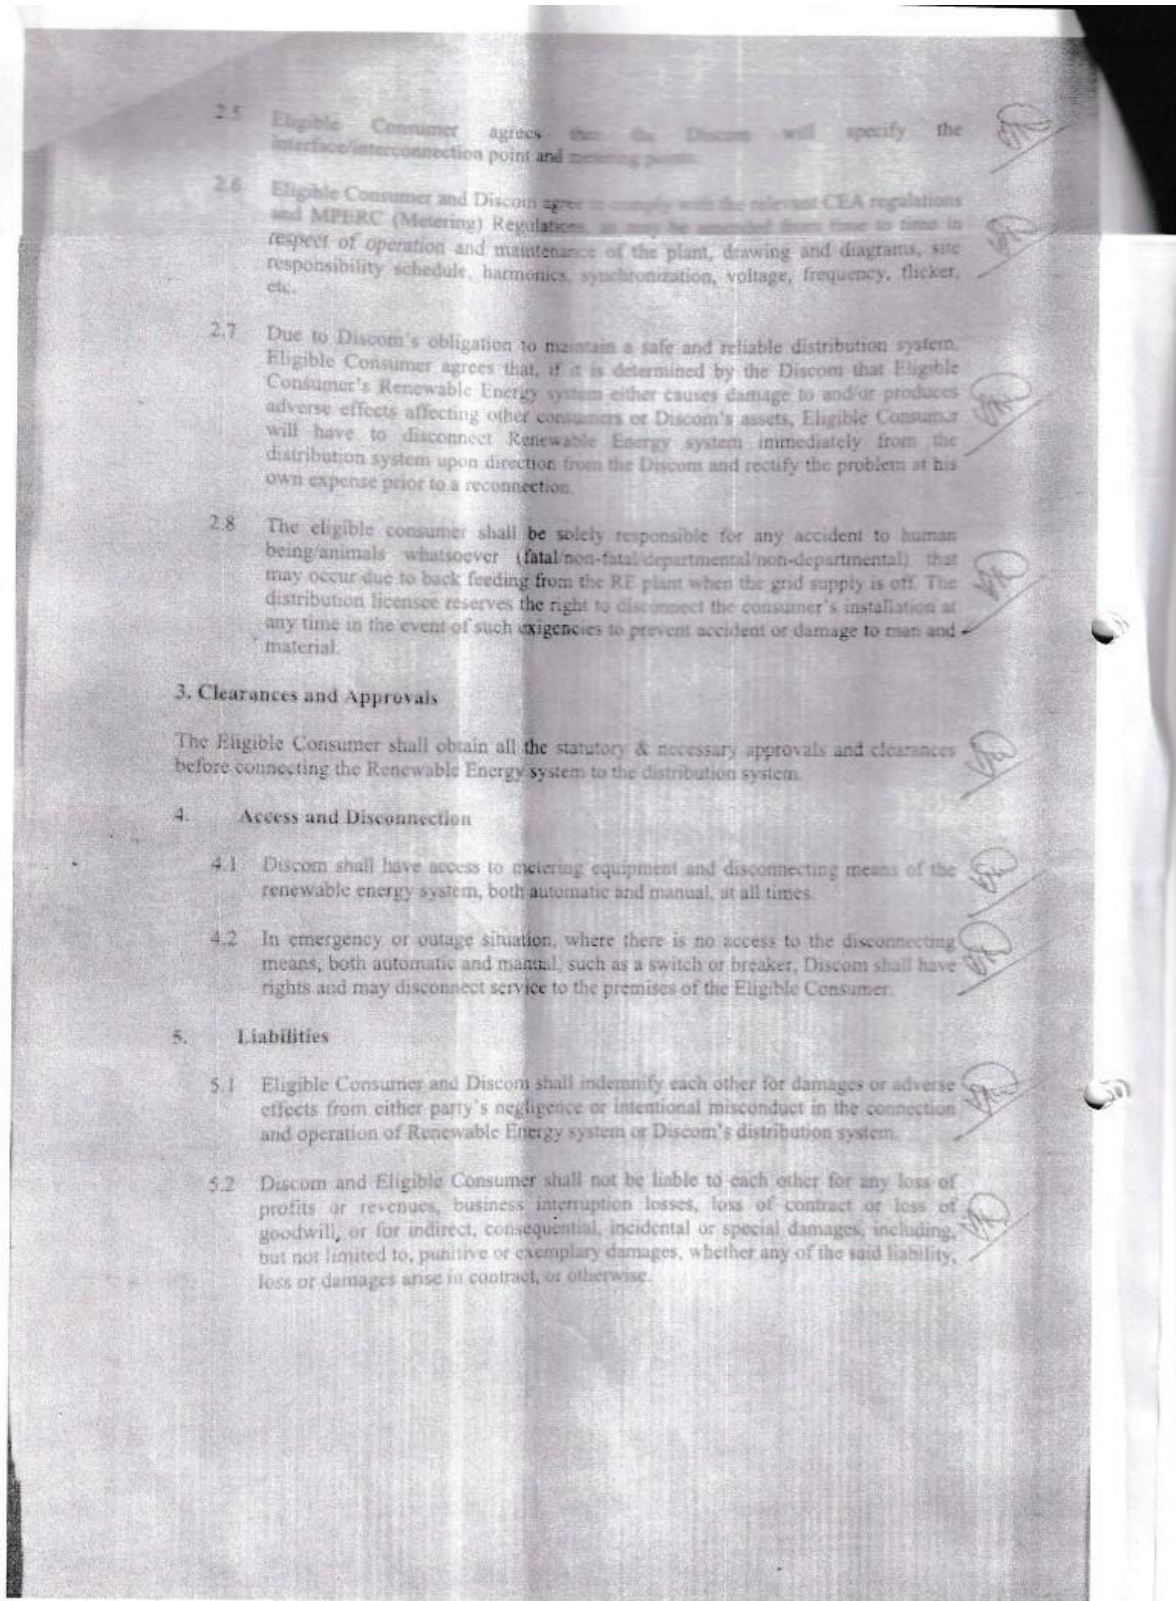 2.5 Eligible Consumer agrees that the Discom will specify the
interface/interconnection point and metering points.
2.6 Eligible Consumer and Discom agree to comply with the relevant CEA regulations
and MPERC (Metering) Regulations, as may be amended from time to time in
respect of operation and maintenance of the plant, drawing and diagrams, site
responsibility schedule, harmonics, synchronization, voltage, frequency, flicker,
etc.
2.7 Due to Discom's obligation to maintain a safe and reliable distribution system,
Eligible Consumer agrees that, if it is determined by the Discom that Eligible
Consumer's Renewable Energy system either causes damage to and/or produces
adverse effects affecting other consumers or Discom's assets, Eligible Consumer
will have to disconnect Renewable Energy system immediately from the
distribution system upon direction from the Discom and rectify the problem at his
own expense prior to a reconnection.
2.8 The eligible consumer shall be solely responsible for any accident to human
being/animals whatsoever (fatal/non-fatal/departmental/non-departmental) that
may occur due to back feeding from the RE plant when the grid supply is off. The
distribution licensee reserves the right to disconnect the consumer's installation at
any time in the event of such exigencies to prevent accident or damage to man and
material.
3. Clearances and Approvals
The Eligible Consumer shall obtain all the statutory & necessary approvals and clearances
before connecting the Renewable Energy system to the distribution system.
4. Access and Disconnection
4.1 Discom shall have access to metering equipment and disconnecting means of the
renewable energy system, both automatic and manual, at all times.
4.2 In emergency or outage situation, where there is no access to the disconnecting
means, both automatic and manual, such as a switch or breaker, Discom shall have
rights and may disconnect service to the premises of the Eligible Consumer.
5. Liabilities
5.1 Eligible Consumer and Discom shall indemnify each other for damages or adverse
effects from either party's negligence or intentional misconduct in the connection
and operation of Renewable Energy system or Discom's distribution system.
5.2 Discom and Eligible Consumer shall not be liable to each other for any loss of
profits or revenues, business interruption losses, loss of contract or loss of
goodwill, or for indirect, consequential, incidental or special damages, including,
but not limited to, punitive or exemplary damages, whether any of the said liability,
loss or damages arise in contract, or otherwise.